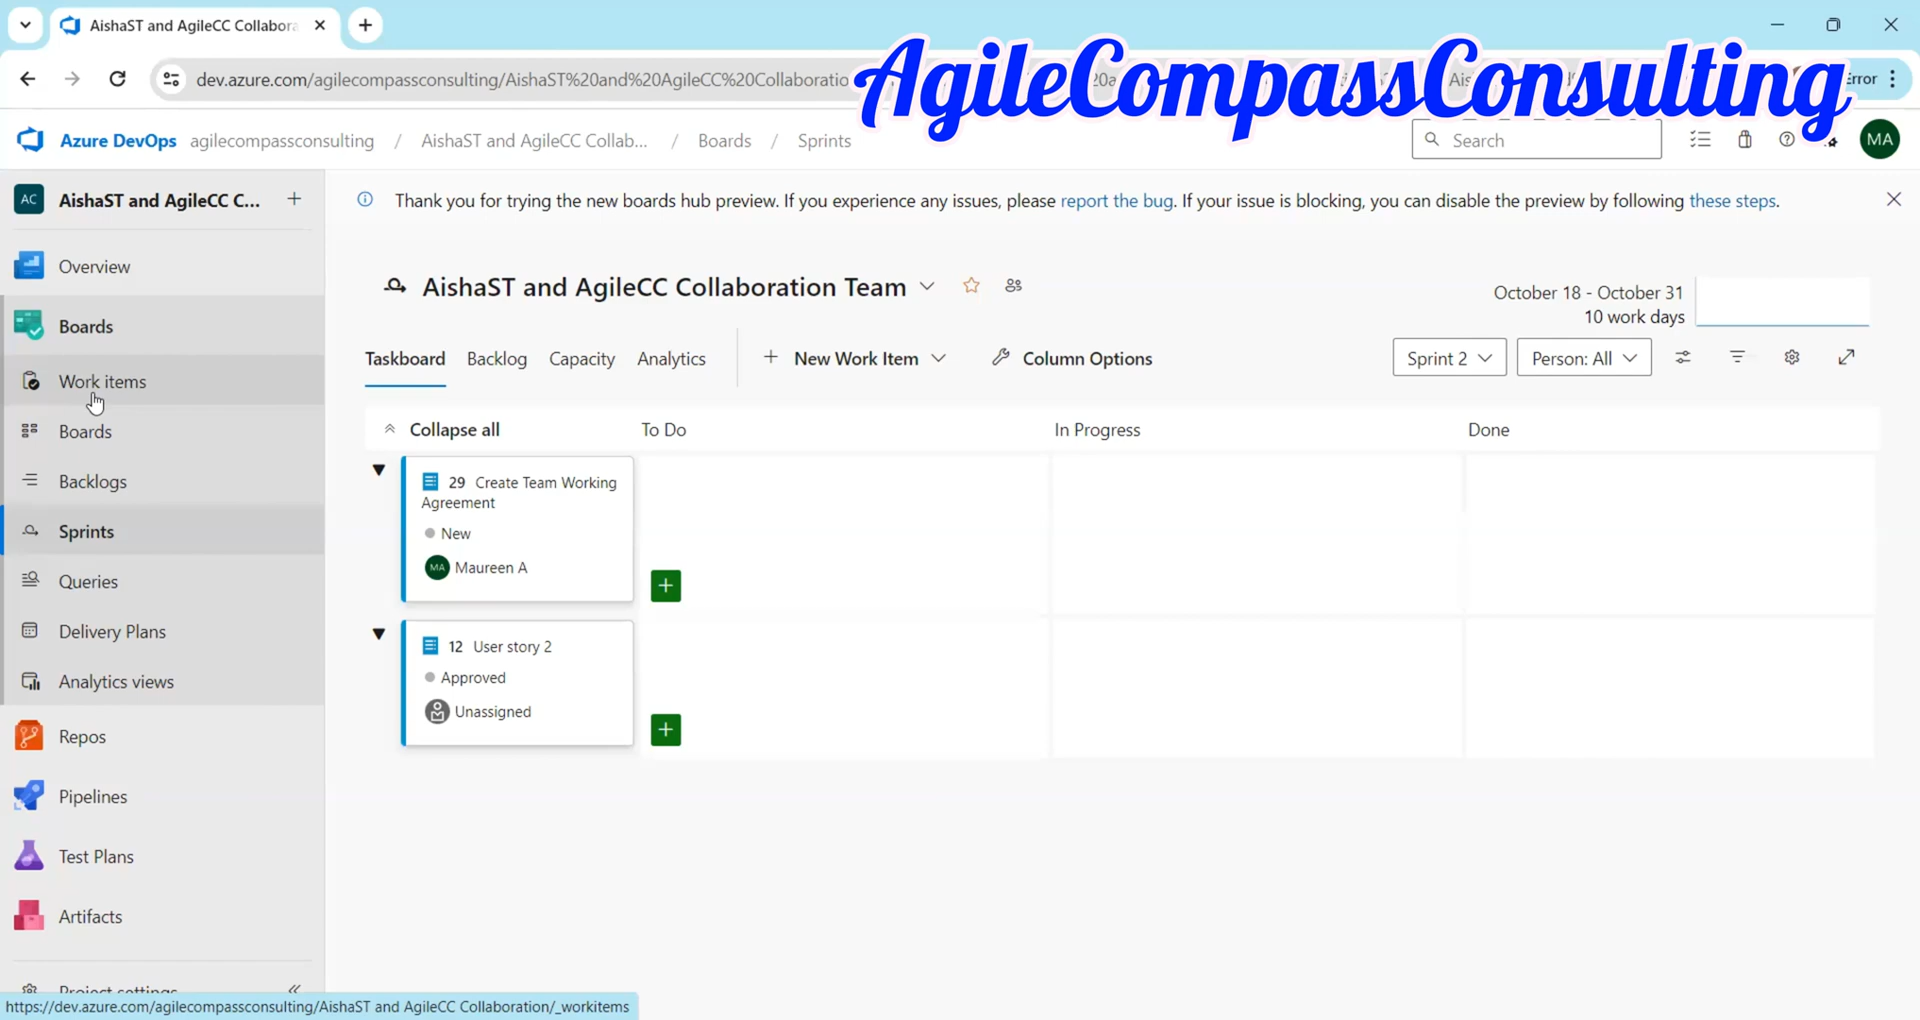 AishaST and AgileCC Collabora
AgileCompassConsulting
dev.azure.com/agilecompassconsulting/AishaST%20and%20AgileCC%20Collaboratio
Error
Azure DevOps agilecompassconsulting / AishaST and AgileCC Collab... / Boards / Sprints
Search
MA
AC AishaST and AgileCC C...
Thank you for trying the new boards hub preview. If you experience any issues, please report the bug. If your issue is blocking, you can disable the preview by following these steps.
Overview
Boards
Work items
Boards
Backlogs
Sprints
Queries
Delivery Plans
Analytics views
Repos
Pipelines
Test Plans
Artifacts
Project settings
AishaST and AgileCC Collaboration Team
October 18 - October 31
10 work days
Taskboard Backlog Capacity Analytics New Work Item Column Options Sprint 2 Person: All
Collapse all To Do In Progress Done
29 Create Team Working
Agreement
New
MA Maureen A
12 User story 2
Approved
Unassigned
https://dev.azure.com/agilecompassconsulting/AishaST and AgileCC Collaboration/_workitems